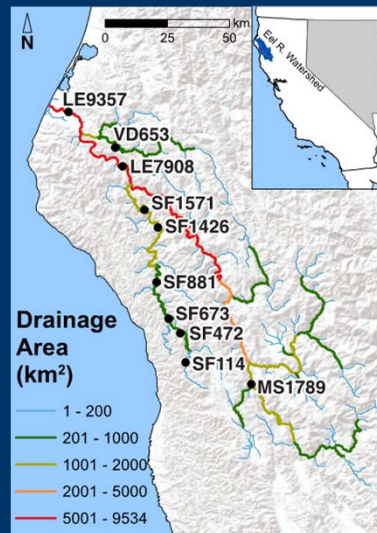 N
0
25
50
km
Eel R. Watershed
LE9357
VD653
LE7908
SF1571
SF1426
SF881
SF673
SF472
SF114
MS1789
Drainage
Area
(km²)
1 - 200
201 - 1000
1001 - 2000
2001 - 5000
5001 - 9534